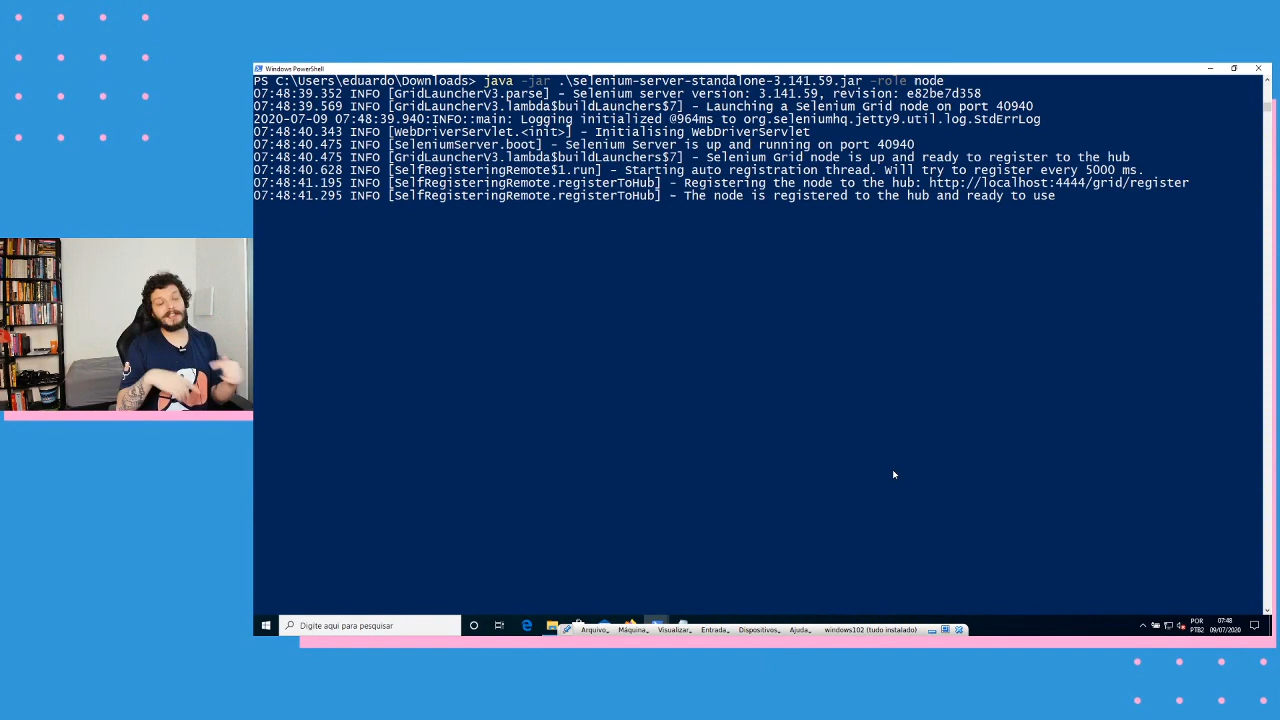 Windows PowerShell
PS C:\Users\eduardo\Downloads> java -jar .\selenium-server-standalone-3.141.59.jar -role node
07:48:39.352 INFO [GridLauncherV3.parse] - Selenium server version: 3.141.59, revision: e82be7d358
07:48:39.569 INFO [GridLauncherV3.lambda$buildLaunchers$7] - Launching a Selenium Grid node on port 40940
2020-07-09 07:48:39.940:INFO::main: Logging initialized @964ms to org.seleniumhq.jetty9.util.log.StdErrLog
07:48:40.343 INFO [WebDriverServlet.<init>] - Initialising WebDriverServlet
07:48:40.475 INFO [SeleniumServer.boot] - Selenium Server is up and running on port 40940
07:48:40.475 INFO [GridLauncherV3.lambda$buildLaunchers$7] - Selenium Grid node is up and ready to register to the hub
07:48:40.628 INFO [SelfRegisteringRemote$1.run] - Starting auto registration thread. Will try to register every 5000 ms.
07:48:41.195 INFO [SelfRegisteringRemote.registerToHub] - Registering the node to the hub: http://localhost:4444/grid/register
07:48:41.295 INFO [SelfRegisteringRemote.registerToHub] - The node is registered to the hub and ready to use
Digite aqui para pesquisar
Arquivo Máquina Visualizar Entrada Dispositivos Ajuda windows102 (tudo instalado)
POR 07:48
PTB2 09/07/2020